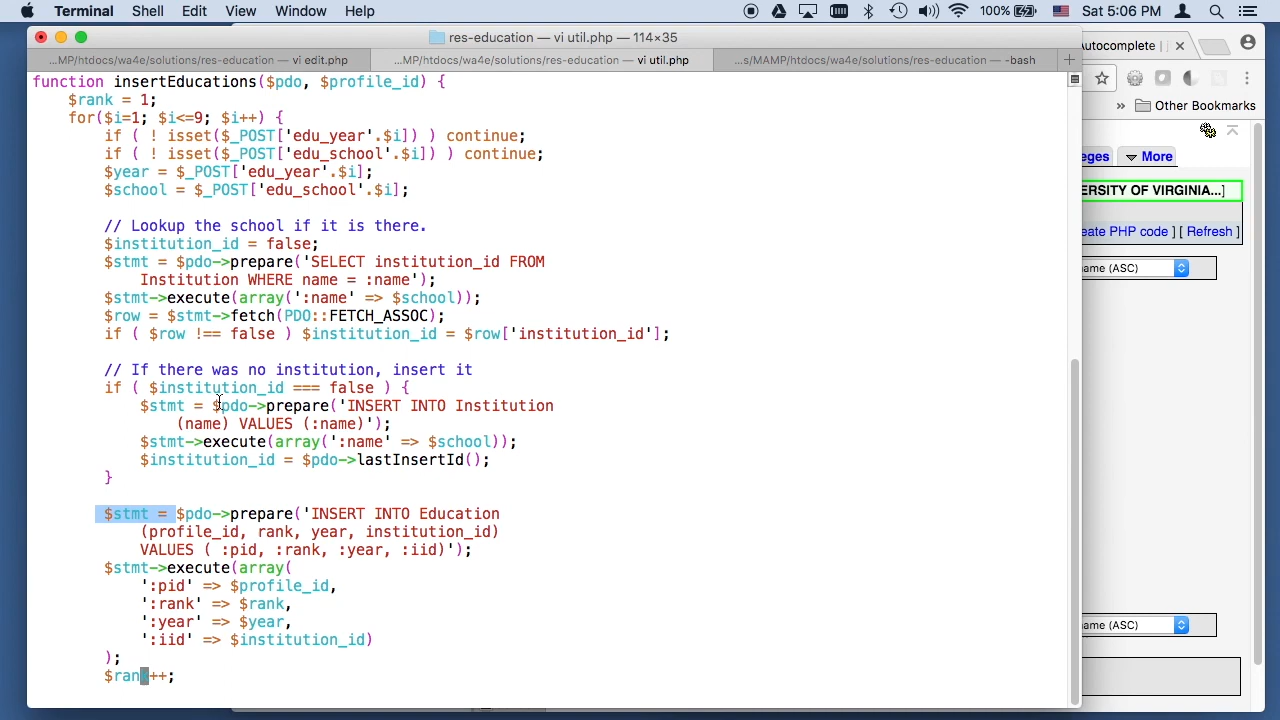 Terminal Shell Edit View Window Help 100% Sat 5:06 PM
res-education — vi util.php — 114×35
...MP/htdocs/wa4e/solutions/res-education — vi edit.php ...MP/htdocs/wa4e/solutions/res-education — vi util.php ...s/MAMP/htdocs/wa4e/solutions/res-education — -bash +
Autocomplete |
» Other Bookmarks
eges More
ERSITY OF VIRGINIA...]
eate PHP code ] [ Refresh ]
ame (ASC)
function insertEducations($pdo, $profile_id) {
    $rank = 1;
    for($i=1; $i<=9; $i++) {
        if ( ! isset($_POST['edu_year'.$i]) ) continue;
        if ( ! isset($_POST['edu_school'.$i]) ) continue;
        $year = $_POST['edu_year'.$i];
        $school = $_POST['edu_school'.$i];
        // Lookup the school if it is there.
        $institution_id = false;
        $stmt = $pdo->prepare('SELECT institution_id FROM
            Institution WHERE name = :name');
        $stmt->execute(array(':name' => $school));
        $row = $stmt->fetch(PDO::FETCH_ASSOC);
        if ( $row !== false ) $institution_id = $row['institution_id'];
        // If there was no institution, insert it
        if ( $institution_id === false ) {
            $stmt = $pdo->prepare('INSERT INTO Institution
                (name) VALUES (:name)');
            $stmt->execute(array(':name' => $school));
            $institution_id = $pdo->lastInsertId();
        }
        $stmt = $pdo->prepare('INSERT INTO Education
            (profile_id, rank, year, institution_id)
            VALUES ( :pid, :rank, :year, :iid)');
        $stmt->execute(array(
            ':pid' => $profile_id,
            ':rank' => $rank,
            ':year' => $year,
            ':iid' => $institution_id)
        );
        $rank++;
ame (ASC)